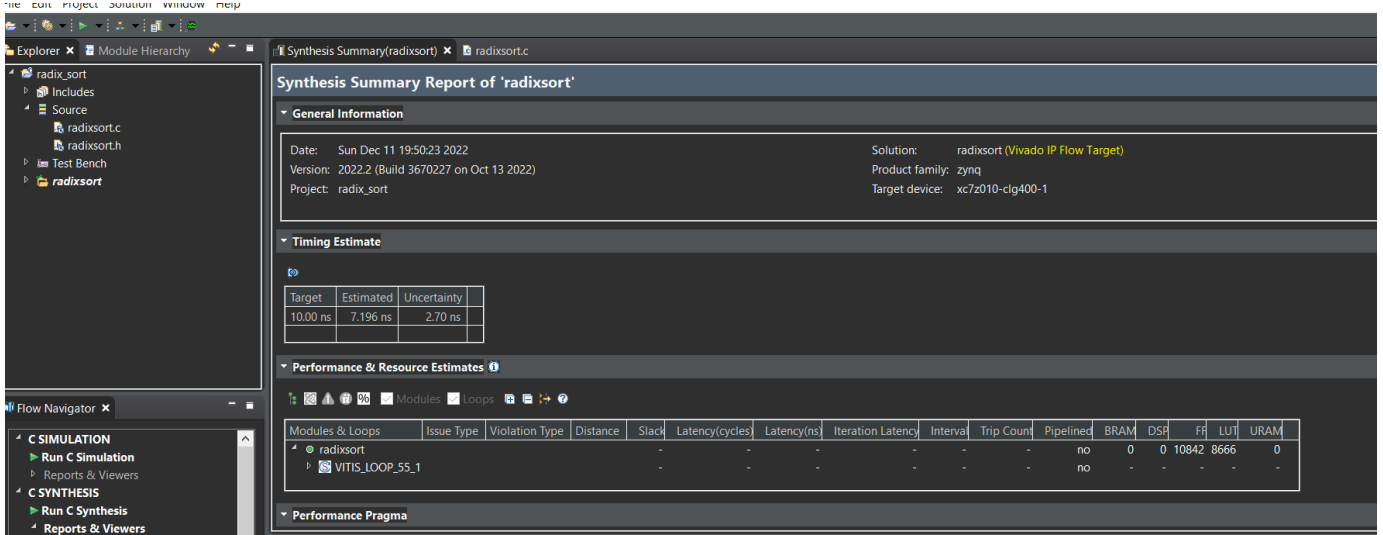 File Edit Project Solution Window Help
Explorer Module Hierarchy
radix_sort
Includes
Source
radixsort.c
radixsort.h
Test Bench
radixsort
Flow Navigator
C SIMULATION
Run C Simulation
Reports & Viewers
C SYNTHESIS
Run C Synthesis
Reports & Viewers
Synthesis Summary(radixsort) radixsort.c
Synthesis Summary Report of 'radixsort'
General Information
Date: Sun Dec 11 19:50:23 2022 Solution: radixsort (Vivado IP Flow Target)
Version: 2022.2 (Build 3670227 on Oct 13 2022) Product family: zynq
Project: radix_sort Target device: xc7z010-clg400-1
Timing Estimate
Target Estimated Uncertainty
10.00 ns 7.196 ns 2.70 ns
Performance & Resource Estimates
% Modules Loops
Modules & Loops Issue Type Violation Type Distance Slack Latency(cycles) Latency(ns) Iteration Latency Interval Trip Count Pipelined BRAM DSP FF LUT URAM
radixsort - - - - - - no 0 0 10842 8666 0
VITIS_LOOP_55_1 - - - - - - no - - - - -
Performance Pragma